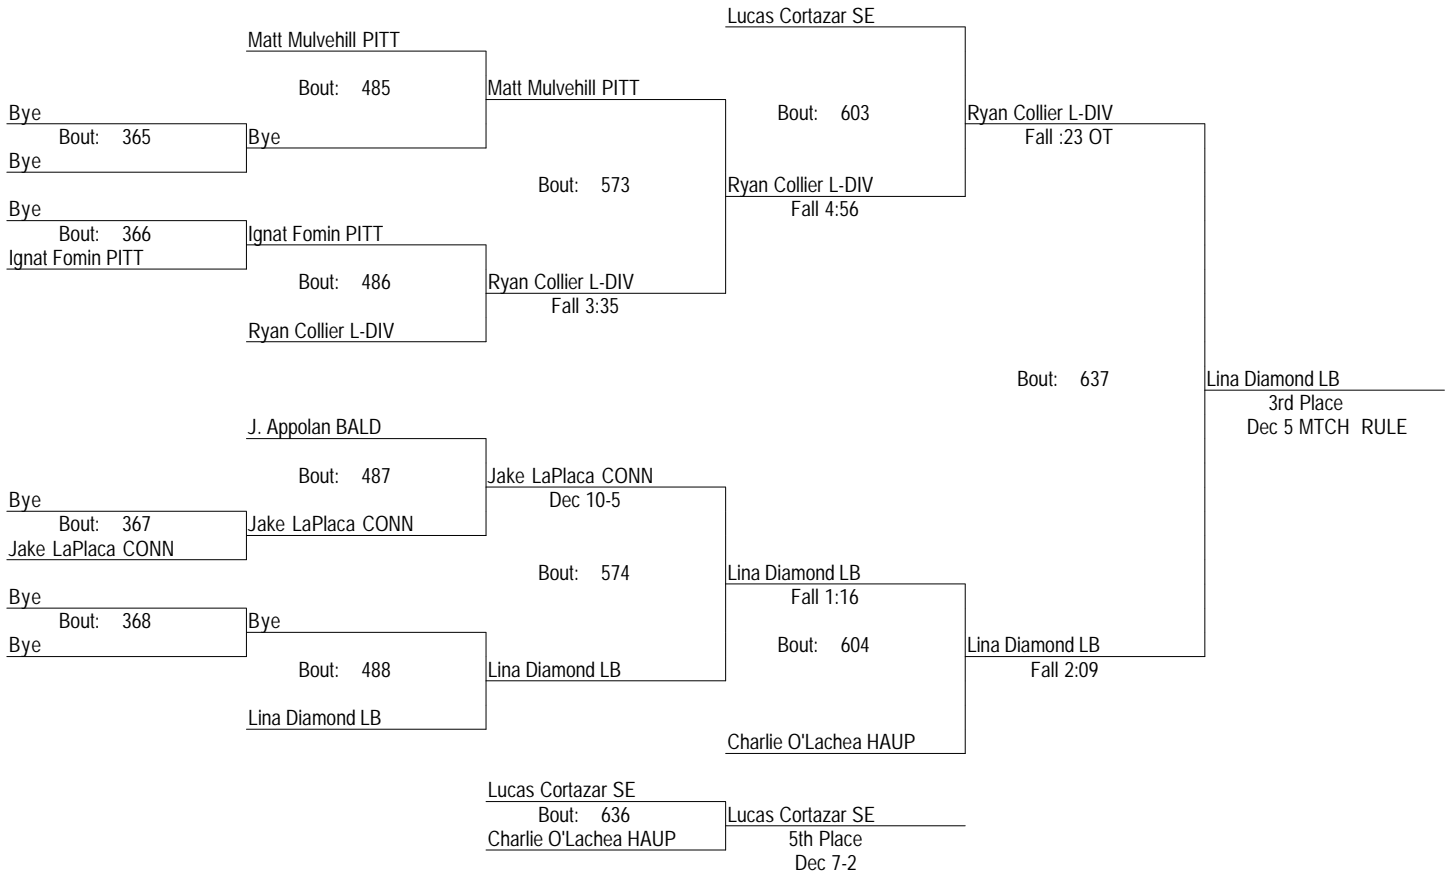 Lucas Cortazar SE
Matt Mulvehill PITT
Bout: 485
Matt Mulvehill PITT
Bye
Bout: 603
Ryan Collier L-DIV
Bout: 365
Bye
Fall :23 OT
Bye
Bout: 573
Ryan Collier L-DIV
Bye
Fall 4:56
Bout: 366
Ignat Fomin PITT
Ignat Fomin PITT
Bout: 486
Ryan Collier L-DIV
Fall 3:35
Ryan Collier L-DIV
Bout: 637
Lina Diamond LB
3rd Place
J. Appolan BALD
Dec 5 MTCH RULE
Bout: 487
Jake LaPlaca CONN
Bye
Dec 10-5
Bout: 367
Jake LaPlaca CONN
Jake LaPlaca CONN
Bout: 574
Lina Diamond LB
Bye
Fall 1:16
Bout: 368
Bye
Bye
Bout: 604
Lina Diamond LB
Bout: 488
Lina Diamond LB
Fall 2:09
Lina Diamond LB
Charlie O'Lachea HAUP
Lucas Cortazar SE
Bout: 636
Lucas Cortazar SE
Charlie O'Lachea HAUP
5th Place
Dec 7-2